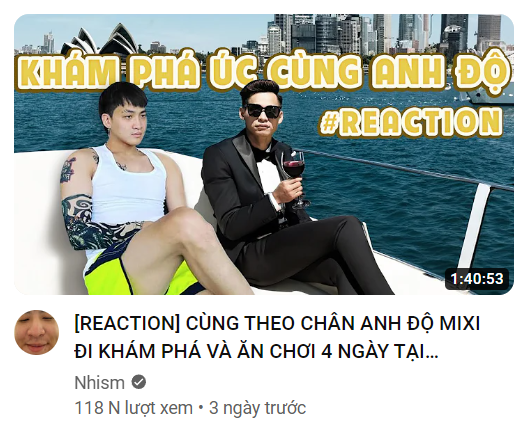 KHÁM PHÁ ÚC CÙNG ANH ĐỘ
#REACTION
1:40:53
[REACTION] CÙNG THEO CHÂN ANH ĐỘ MIXI
ĐI KHÁM PHÁ VÀ ĂN CHƠI 4 NGÀY TẠI…
Nhism
118 N lượt xem • 3 ngày trước